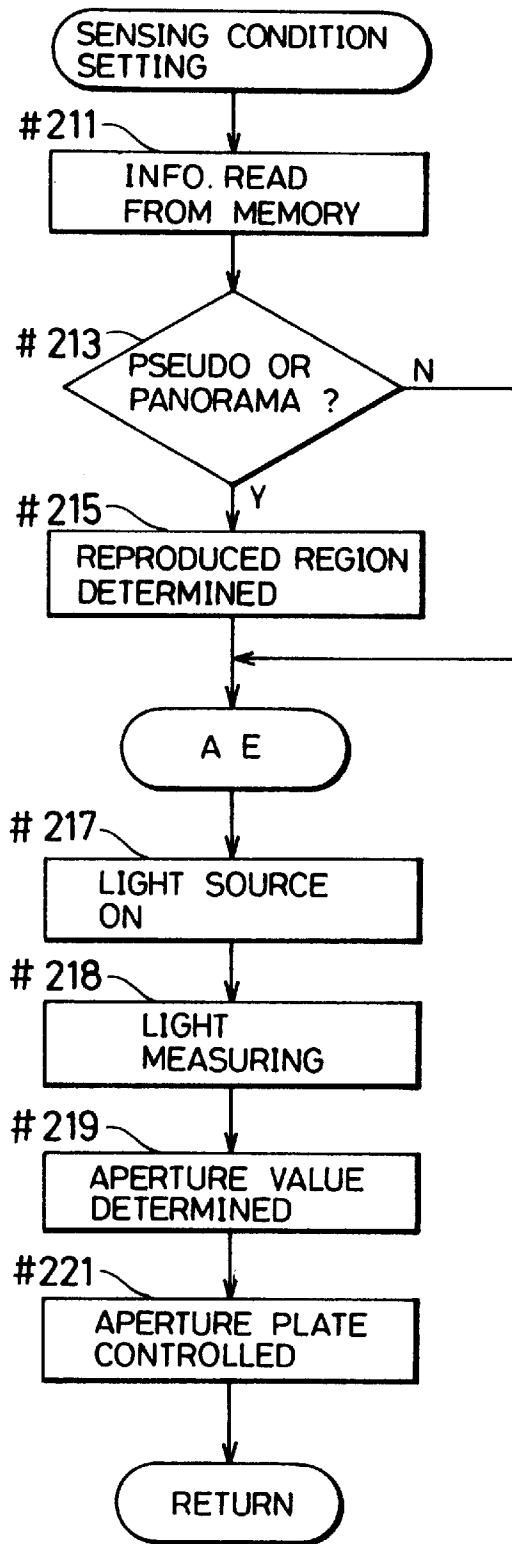 SENSING CONDITION
SETTING
#211
INFO. READ
FROM MEMORY
#213
PSEUDO OR
PANORAMA ?
N
Y
#215
REPRODUCED REGION
DETERMINED
A E
#217
LIGHT SOURCE
ON
#218
LIGHT
MEASURING
#219
APERTURE VALUE
DETERMINED
#221
APERTURE PLATE
CONTROLLED
RETURN